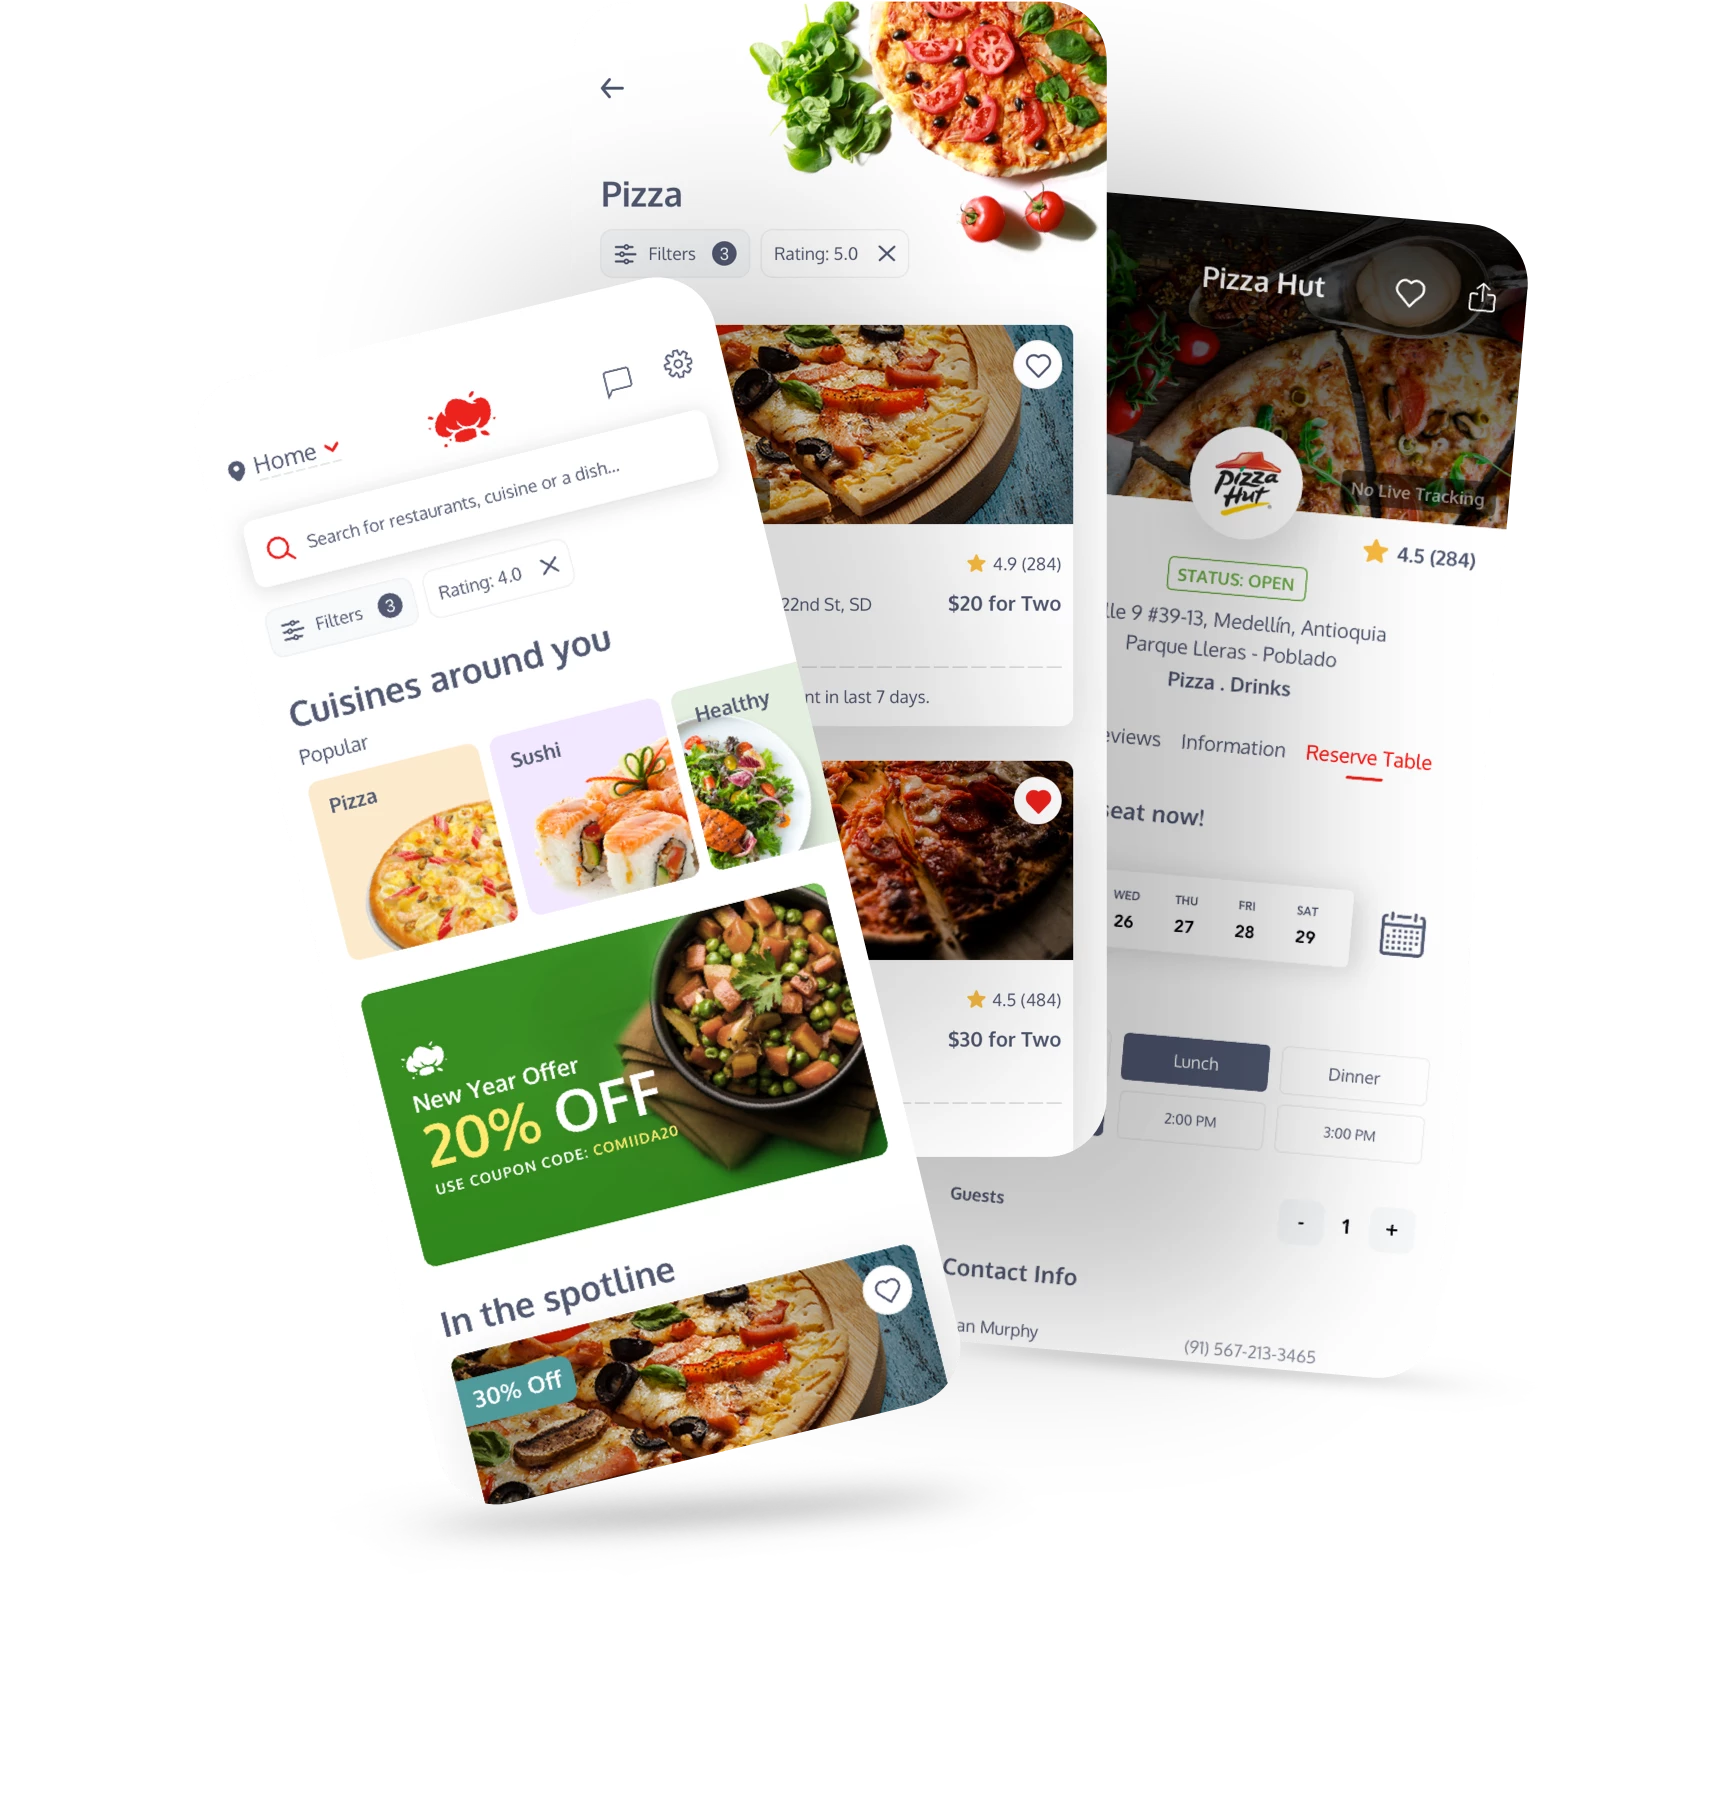 Pizza
Filters 3
Rating: 5.0
4.9 (284)
22nd St, SD
$20 for Two
in last 7 days.
4.5 (484)
$30 for Two
Home
Search for restaurants, cuisine or a dish...
Filters 3
Rating: 4.0
Cuisines around you
Popular
Pizza
Sushi
Healthy
New Year Offer
20% OFF
USE COUPON CODE: COMIIDA20
In the spotline
30% Off
Pizza Hut
Pizza
Hut
No Live Tracking
4.5 (284)
STATUS: OPEN
9 #39-13, Medellín, Antioquia
Parque Lleras - Poblado
Pizza . Drinks
Information
Reserve Table
seat now!
WED THU FRI SAT
26 27 28 29
Lunch
Dinner
2:00 PM
3:00 PM
Guests
- 1 +
Contact Info
Murphy
(91) 567-213-3465